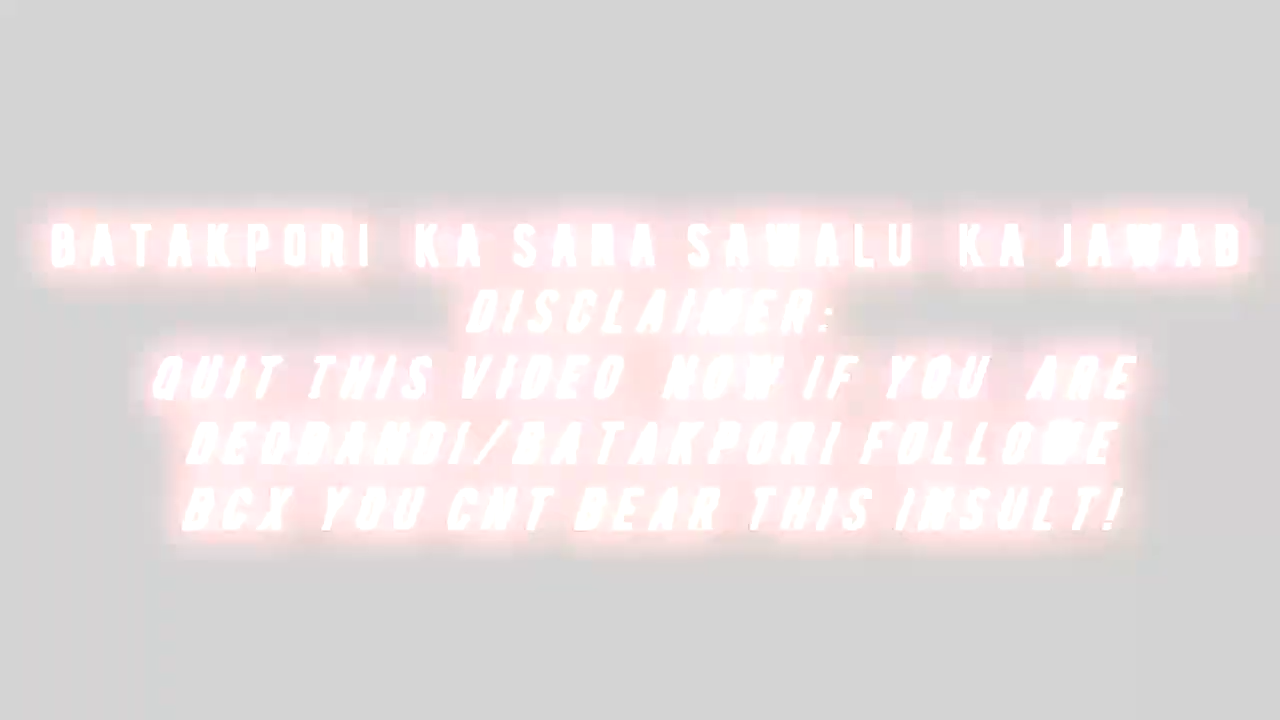 BATAKPORI KA SARA SAWALU KA JAWAB
DISCLAIMER:
QUIT THIS VIDEO NOW IF YOU ARE
DEOBANDI/BATAKPORI FOLLOWE
BCX YOU CNT BEAR THIS INSULT!